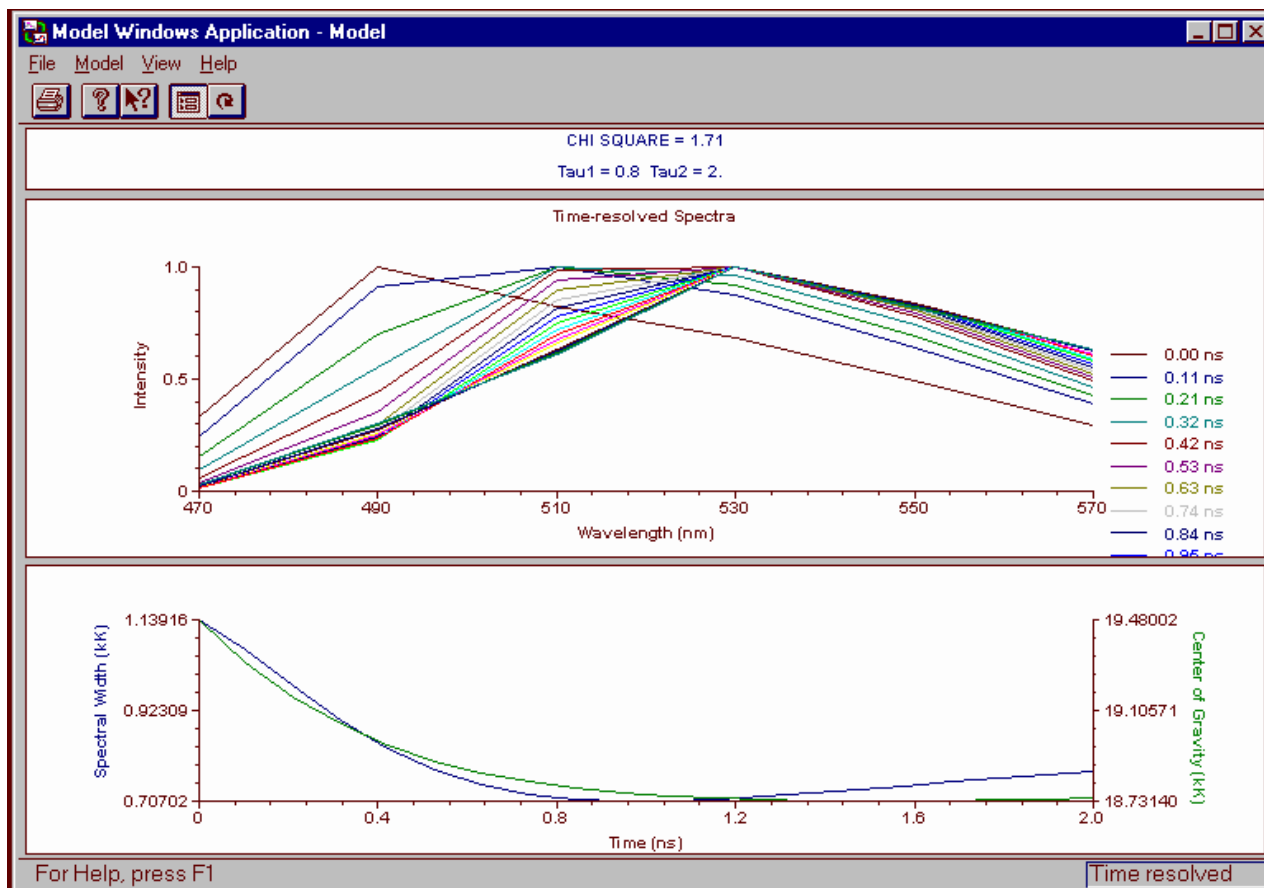 Model Windows Application - Model
File Model View Help
CHI SQUARE = 1.71
Tau1 = 0.8 Tau2 = 2.
Time-resolved Spectra
Intensity
1.0
0.5
0
470 490 510 530 550 570
Wavelength (nm)
0.00 ns
0.11 ns
0.21 ns
0.32 ns
0.42 ns
0.53 ns
0.63 ns
0.74 ns
0.84 ns
0.95 ns
Spectral Width (kK)
1.13916
0.92309
0.70702
0 0.4 0.8 1.2 1.6 2.0
Time (ns)
19.48002
19.10571
18.73140
Center of Gravity (kK)
For Help, press F1
Time resolved